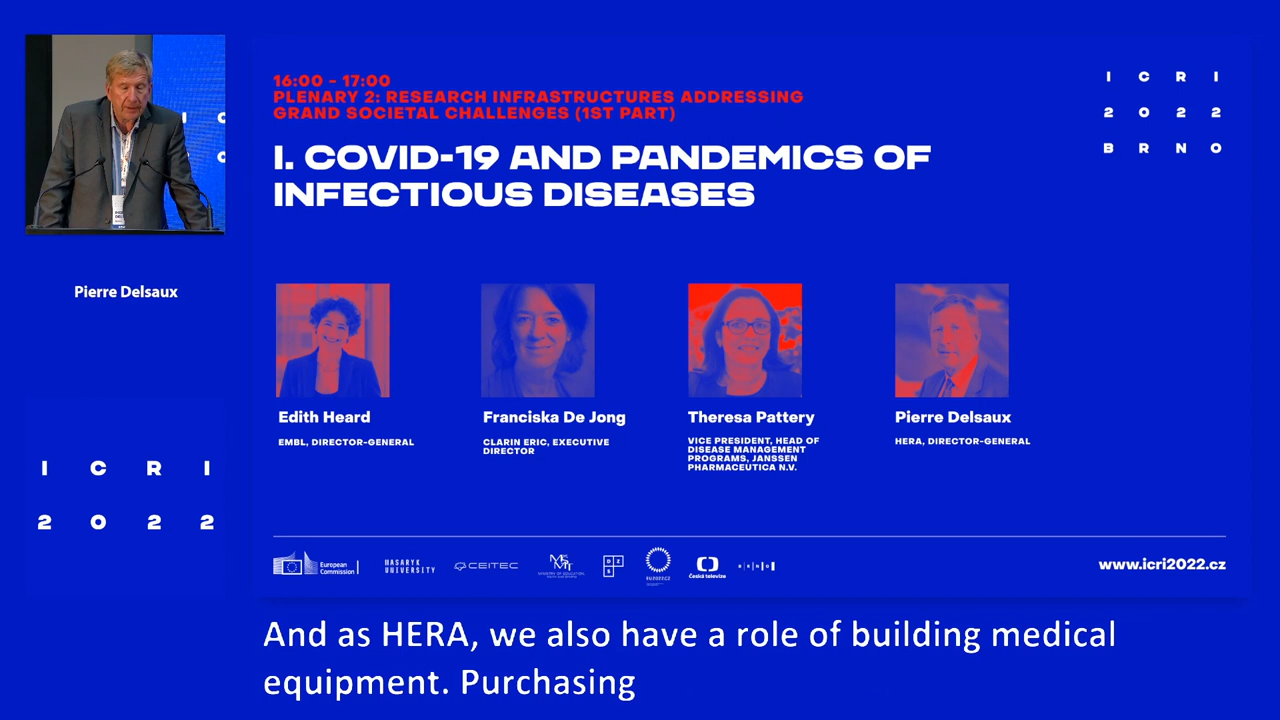 16:00 – 17:00
PLENARY 2: RESEARCH INFRASTRUCTURES ADDRESSING
GRAND SOCIETAL CHALLENGES (1ST PART)
I. COVID-19 AND PANDEMICS OF
INFECTIOUS DISEASES
I C R I
2 0 2 2
B R N O
Pierre Delsaux
Edith Heard
EMBL, DIRECTOR-GENERAL
Franciska De Jong
CLARIN ERIC, EXECUTIVE
DIRECTOR
Theresa Pattery
VICE PRESIDENT, HEAD OF
DISEASE MANAGEMENT
PROGRAMS, JANSSEN
PHARMACEUTICA N.V.
Pierre Delsaux
HERA, DIRECTOR-GENERAL
I C R I
2 0 2 2
European
Commission
MASARYK
UNIVERSITY
CEITEC
Česká televize
B R N O
www.icri2022.cz
And as HERA, we also have a role of building medical
equipment. Purchasing